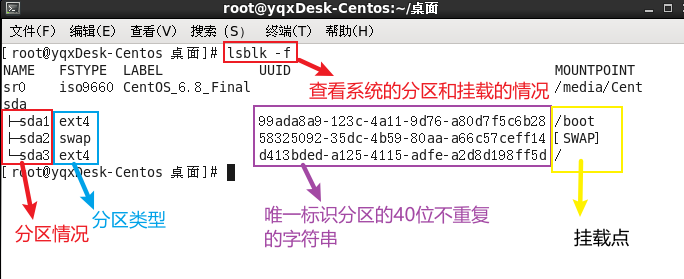 root@yqxDesk-Centos:~/桌面
文件(F) 编辑(E) 查看(V) 搜索 (S) 终端(T) 帮助(H)
[root@yqxDesk-Centos 桌面]# lsblk -f
NAME FSTYPE LABEL UUID MOUNTPOINT
查看系统的分区和挂载的情况
sr0 iso9660 CentOS_6.8_Final /media/Cent
sda
├─sda1 ext4 99ada8a9-123c-4a11-9d76-a80d7f5c6b28 /boot
├─sda2 swap 58325092-35dc-4b59-80aa-a66c57ceff14 [SWAP]
└─sda3 ext4 d413bded-a125-4115-adfe-a2d8d198ff5d /
[root@yqxDesk-Centos 桌面]#
分区情况
分区类型
唯一标识分区的40位不重复
的字符串
挂载点